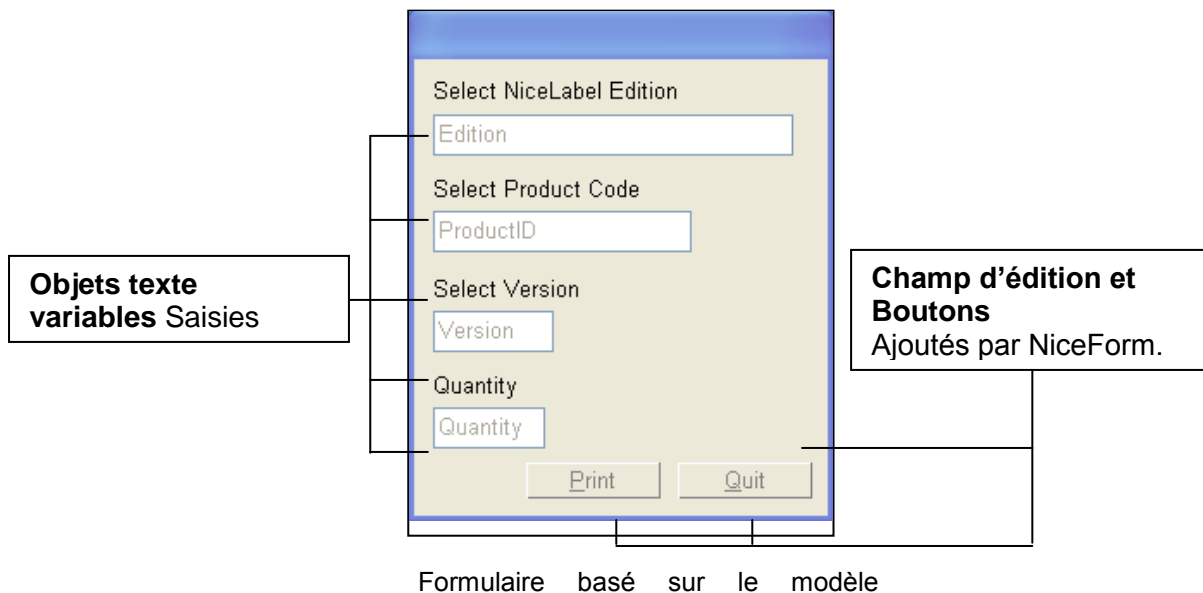 Select NiceLabel Edition
Edition
Select Product Code
ProductID
Select Version
Version
Quantity
Quantity
Print
Quit
Objets texte
variables Saisies
Champ d’édition et
Boutons
Ajoutés par NiceForm.
Formulaire basé sur le modèle